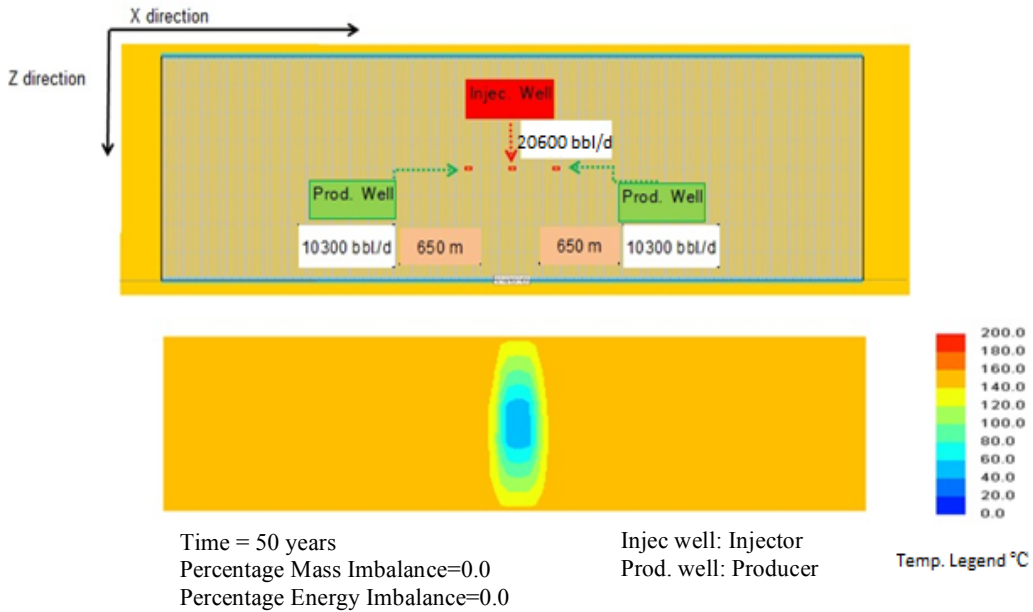 X direction
Z direction
Injec. Well
20600 bbl/d
Prod. Well
Prod. Well
10300 bbl/d
650 m
650 m
10300 bbl/d
200.0
180.0
160.0
140.0
120.0
100.0
80.0
60.0
40.0
20.0
0.0
Temp. Legend °C
Time = 50 years
Percentage Mass Imbalance=0.0
Percentage Energy Imbalance=0.0
Injec well: Injector
Prod. well: Producer